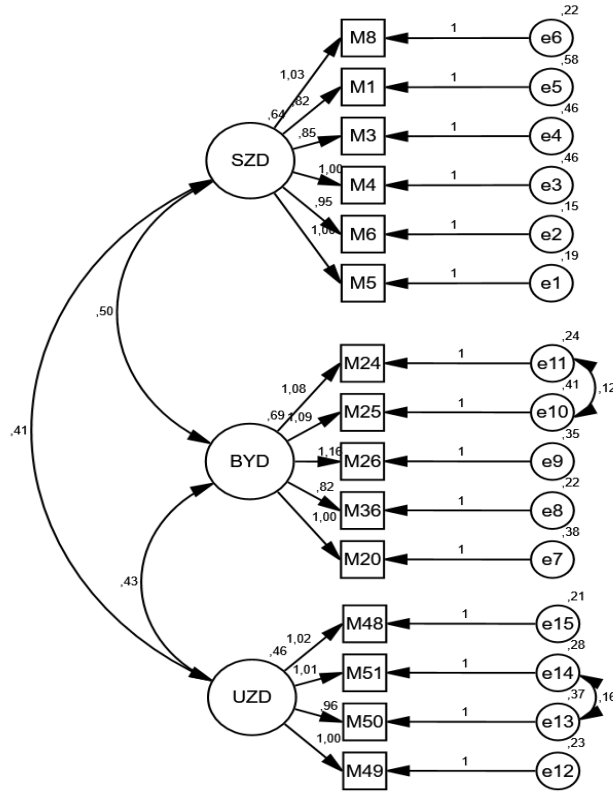 ,22
M8 1 e6
1,03 ,58
M1 1 e5
,82 ,46
,64
M3 1 e4
,85 ,46
SZD
M4 1 e3
1,00 ,15
,95
M6 1 e2
,19
M5 1 e1
,50
,24
M24 1 e11
1,08 ,41 ,12
,69 1,09
M25 1 e10
,35
,41
BYD 1,16 M26 1 e9
,22
,82
M36 1 e8
1,00 ,38
M20 1 e7
,43
,21
M48 1 e15
,46 1,02 ,28
1,01
M51 1 e14
UZD ,37 ,16
,96
M50 1 e13
1,00 ,23
M49 1 e12